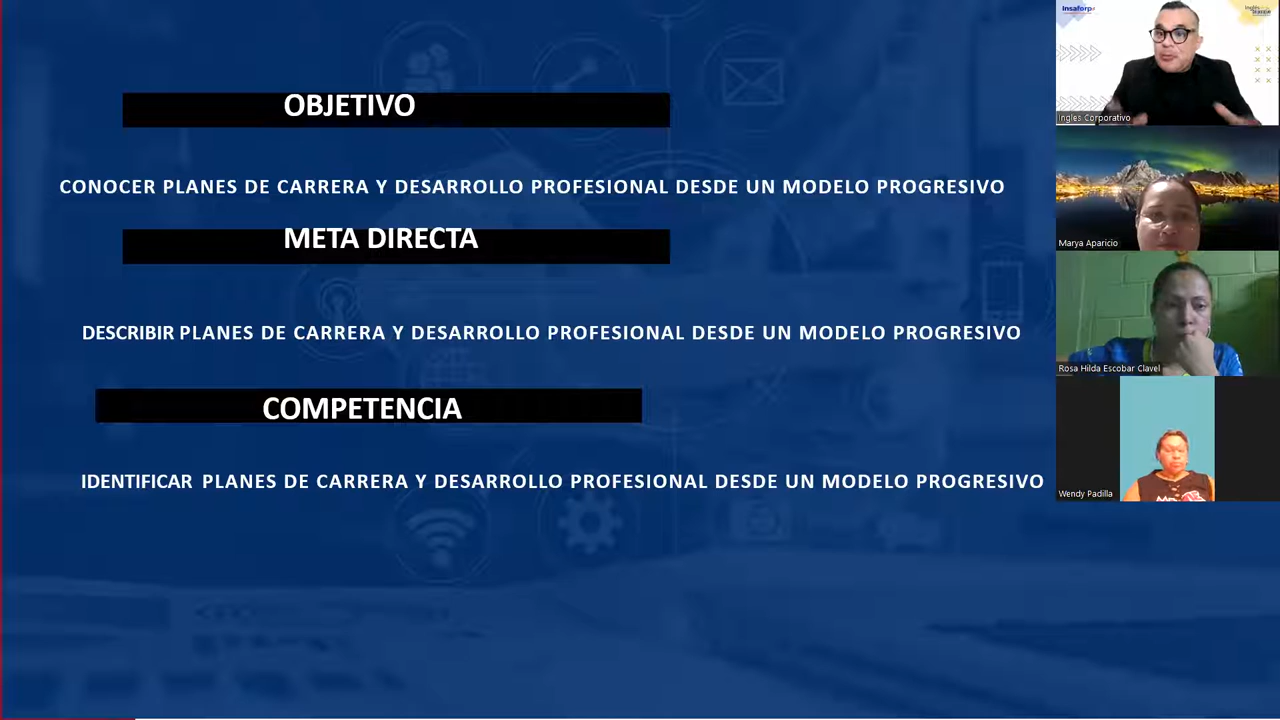 OBJETIVO
CONOCER PLANES DE CARRERA Y DESARROLLO PROFESIONAL DESDE UN MODELO PROGRESIVO
META DIRECTA
DESCRIBIR PLANES DE CARRERA Y DESARROLLO PROFESIONAL DESDE UN MODELO PROGRESIVO
COMPETENCIA
IDENTIFICAR PLANES DE CARRERA Y DESARROLLO PROFESIONAL DESDE UN MODELO PROGRESIVO
Insaforp
Ingles Corporativo
Marya Aparicio
Rosa Hilda Escobar Clavel
Wendy Padilla